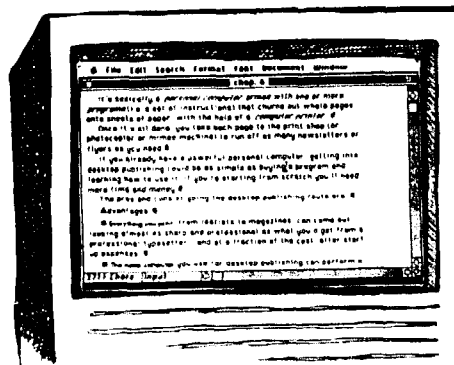 File Edit Search Format Font Document Window
chap. 6
It's basically a personal computer armed with one or more
programs (i.e. a set of instructions) that churns out whole pages
onto sheets of paper with the help of a computer printer.
Once it's all done, you take each page to the print shop (or
photocopier or mimeo machine) to run off as many newsletters or
flyers as you need.
If you already have a powerful personal computer, getting into
desktop publishing could be as simple as buying a program and
learning how to use it. If you're starting from scratch you'll need
more time and money.
The pros and cons of going the desktop publishing route are:
Advantages:
Everything you print, from leaflets to magazines, can come out
looking almost as sharp and professional as what you'd get from a
professional typesetter and at a fraction of the cost, after start
up expenses.
The same computer you use for desktop publishing can perform a